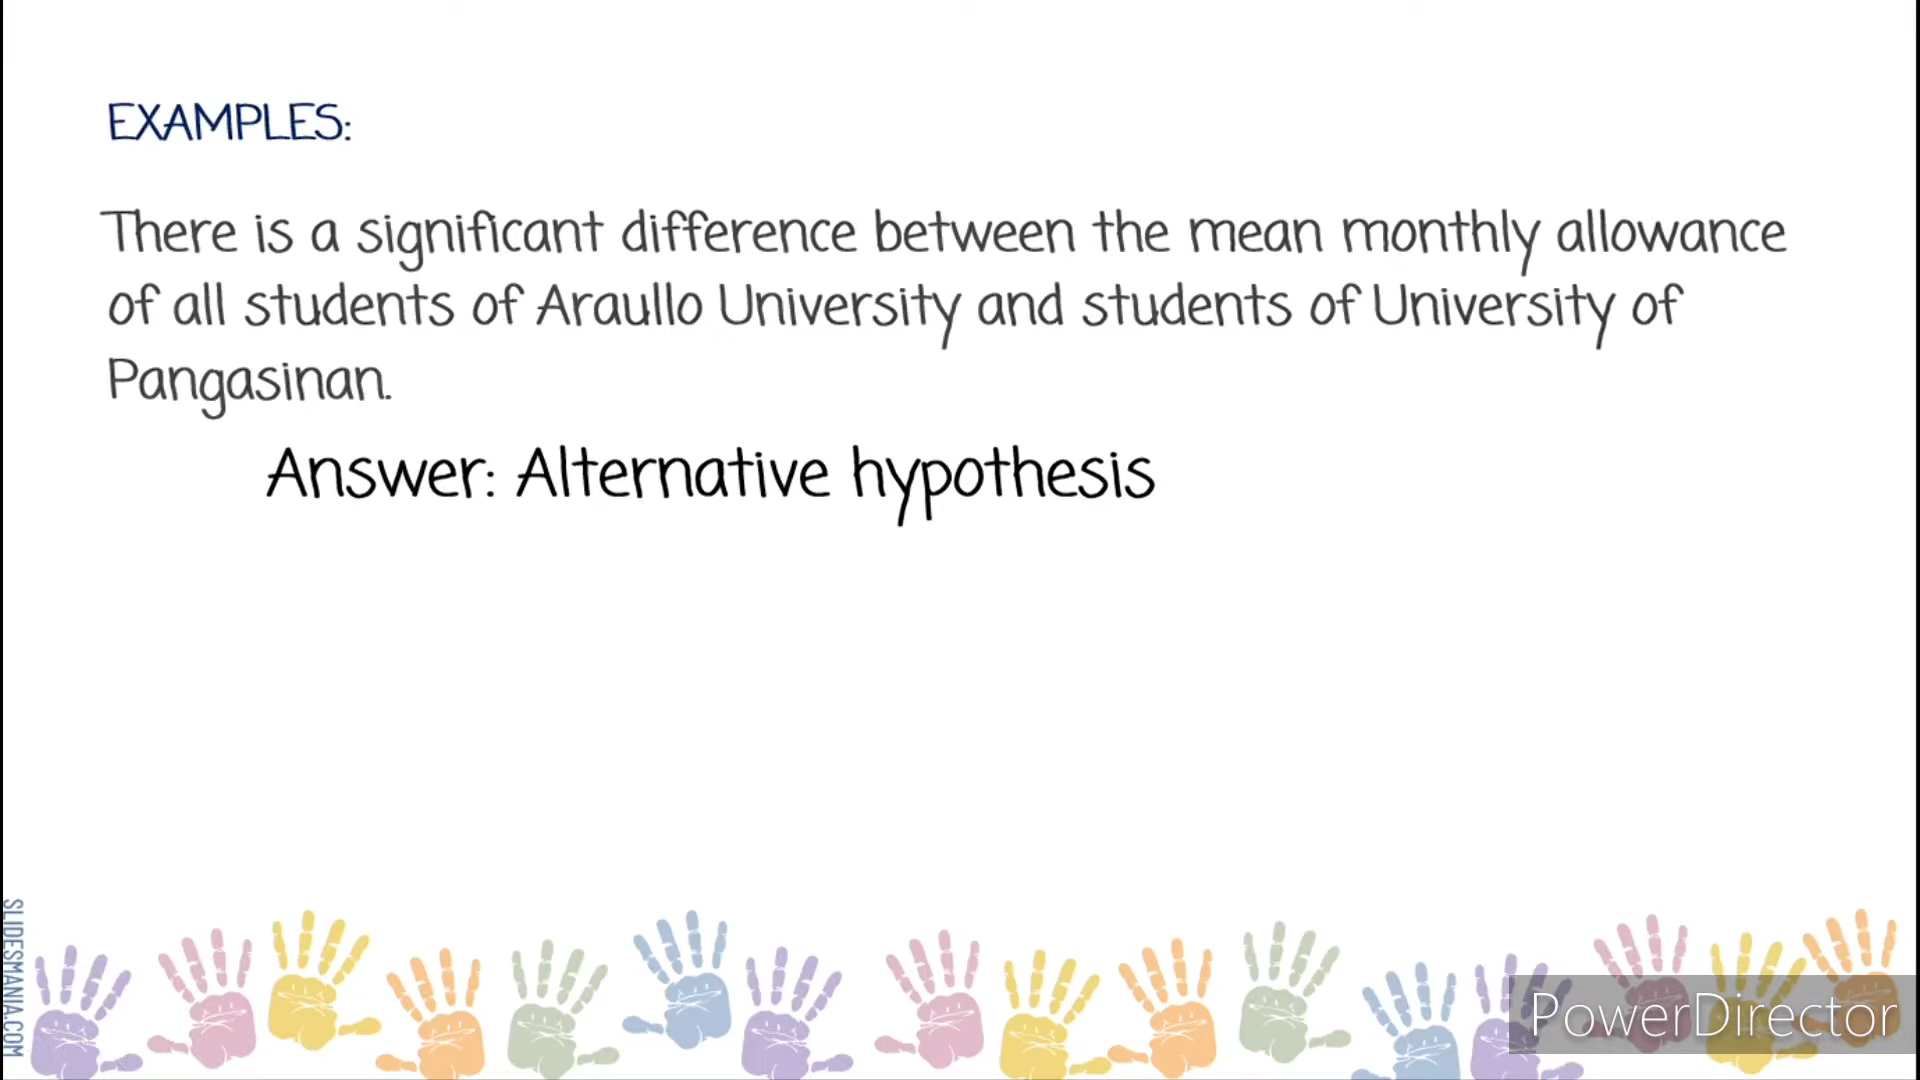 EXAMPLES:
There is a significant difference between the mean monthly allowance
of all students of Araullo University and students of University of
Pangasinan.
Answer: Alternative hypothesis
SLIDESMANIA.COM
PowerDirector